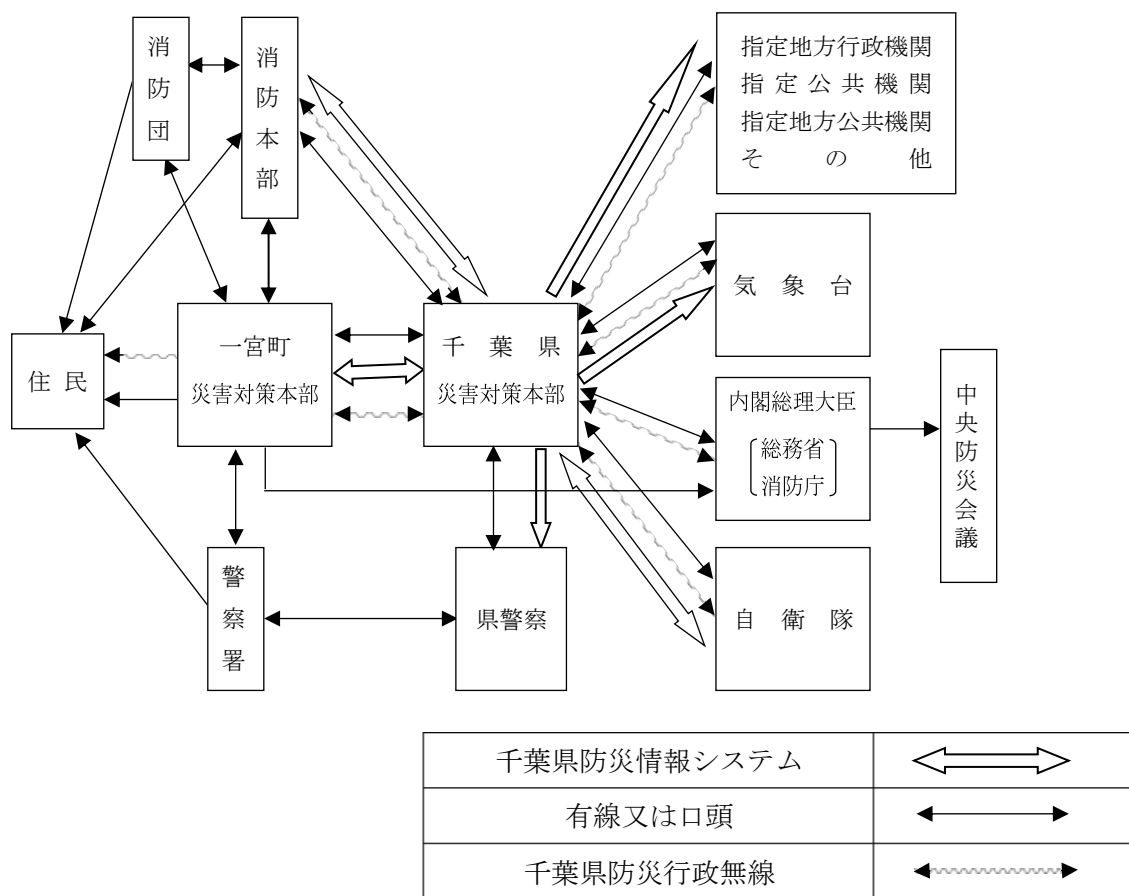 消防団
消防本部
指定地方行政機関
指定公共機関
指定地方公共機関
その他
気象台
一宮町
災害対策本部
千葉県
災害対策本部
住民
内閣総理大臣
総務省
消防庁
中央防災会議
警察署
県警察
自衛隊
千葉県防災情報システム
有線又は口頭
千葉県防災行政無線